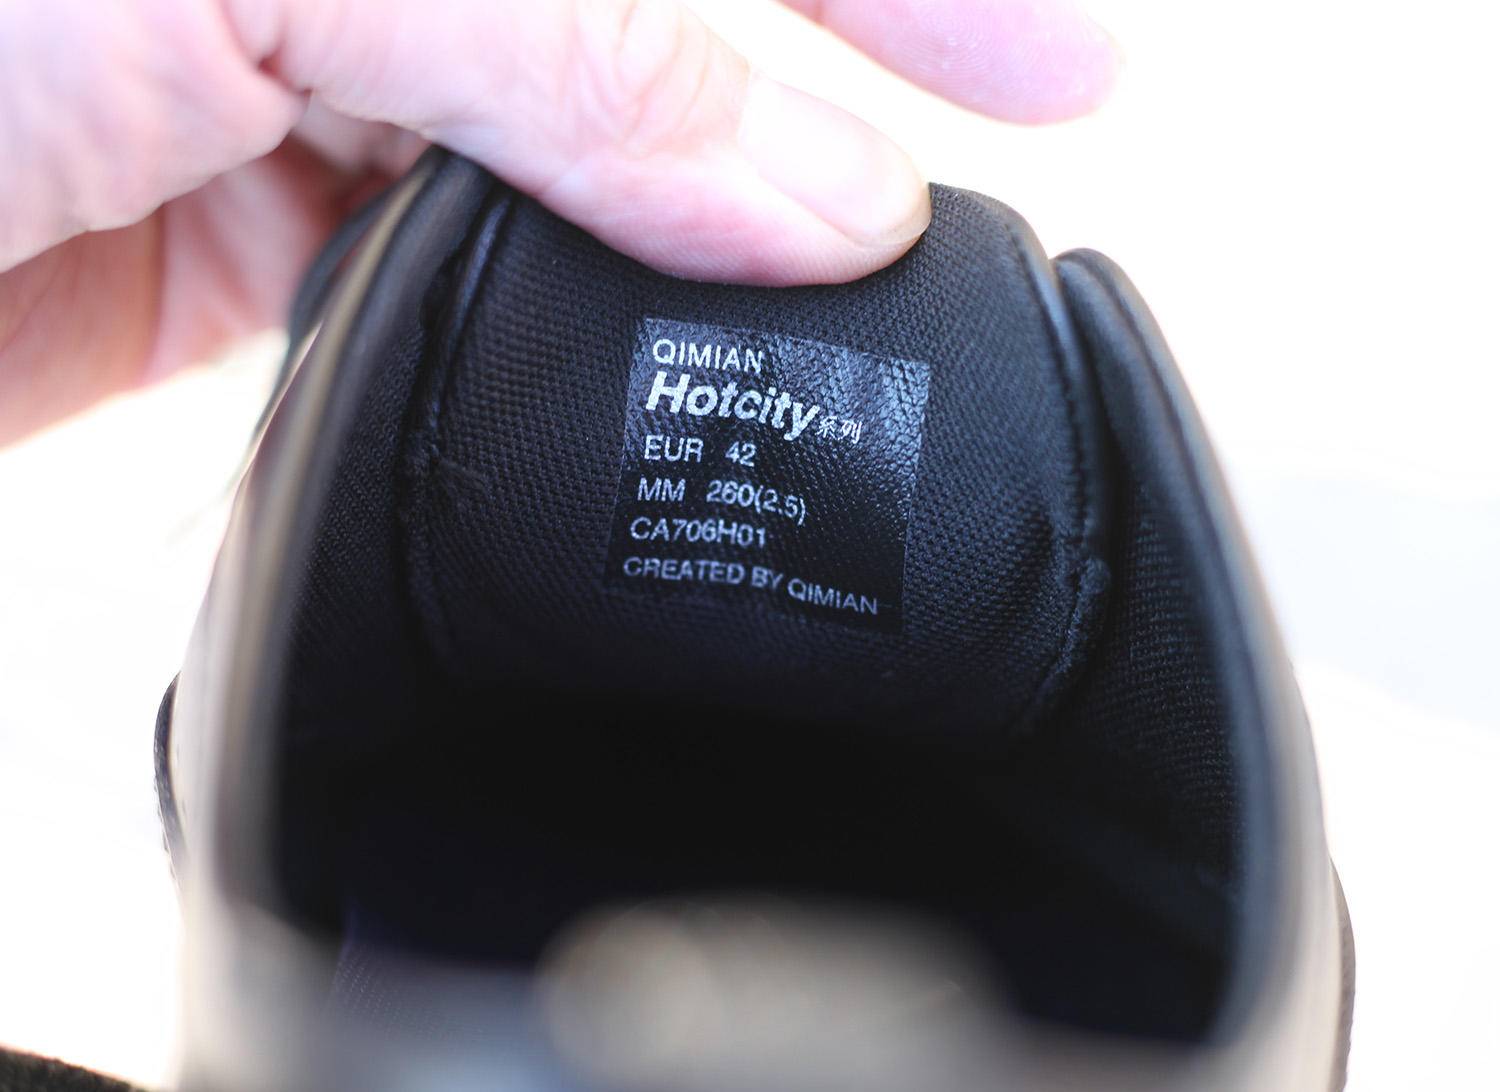 QIMIAN
Hotcity系列
EUR 42
MM 260(2.5)
CA706H01
CREATED BY QIMIAN